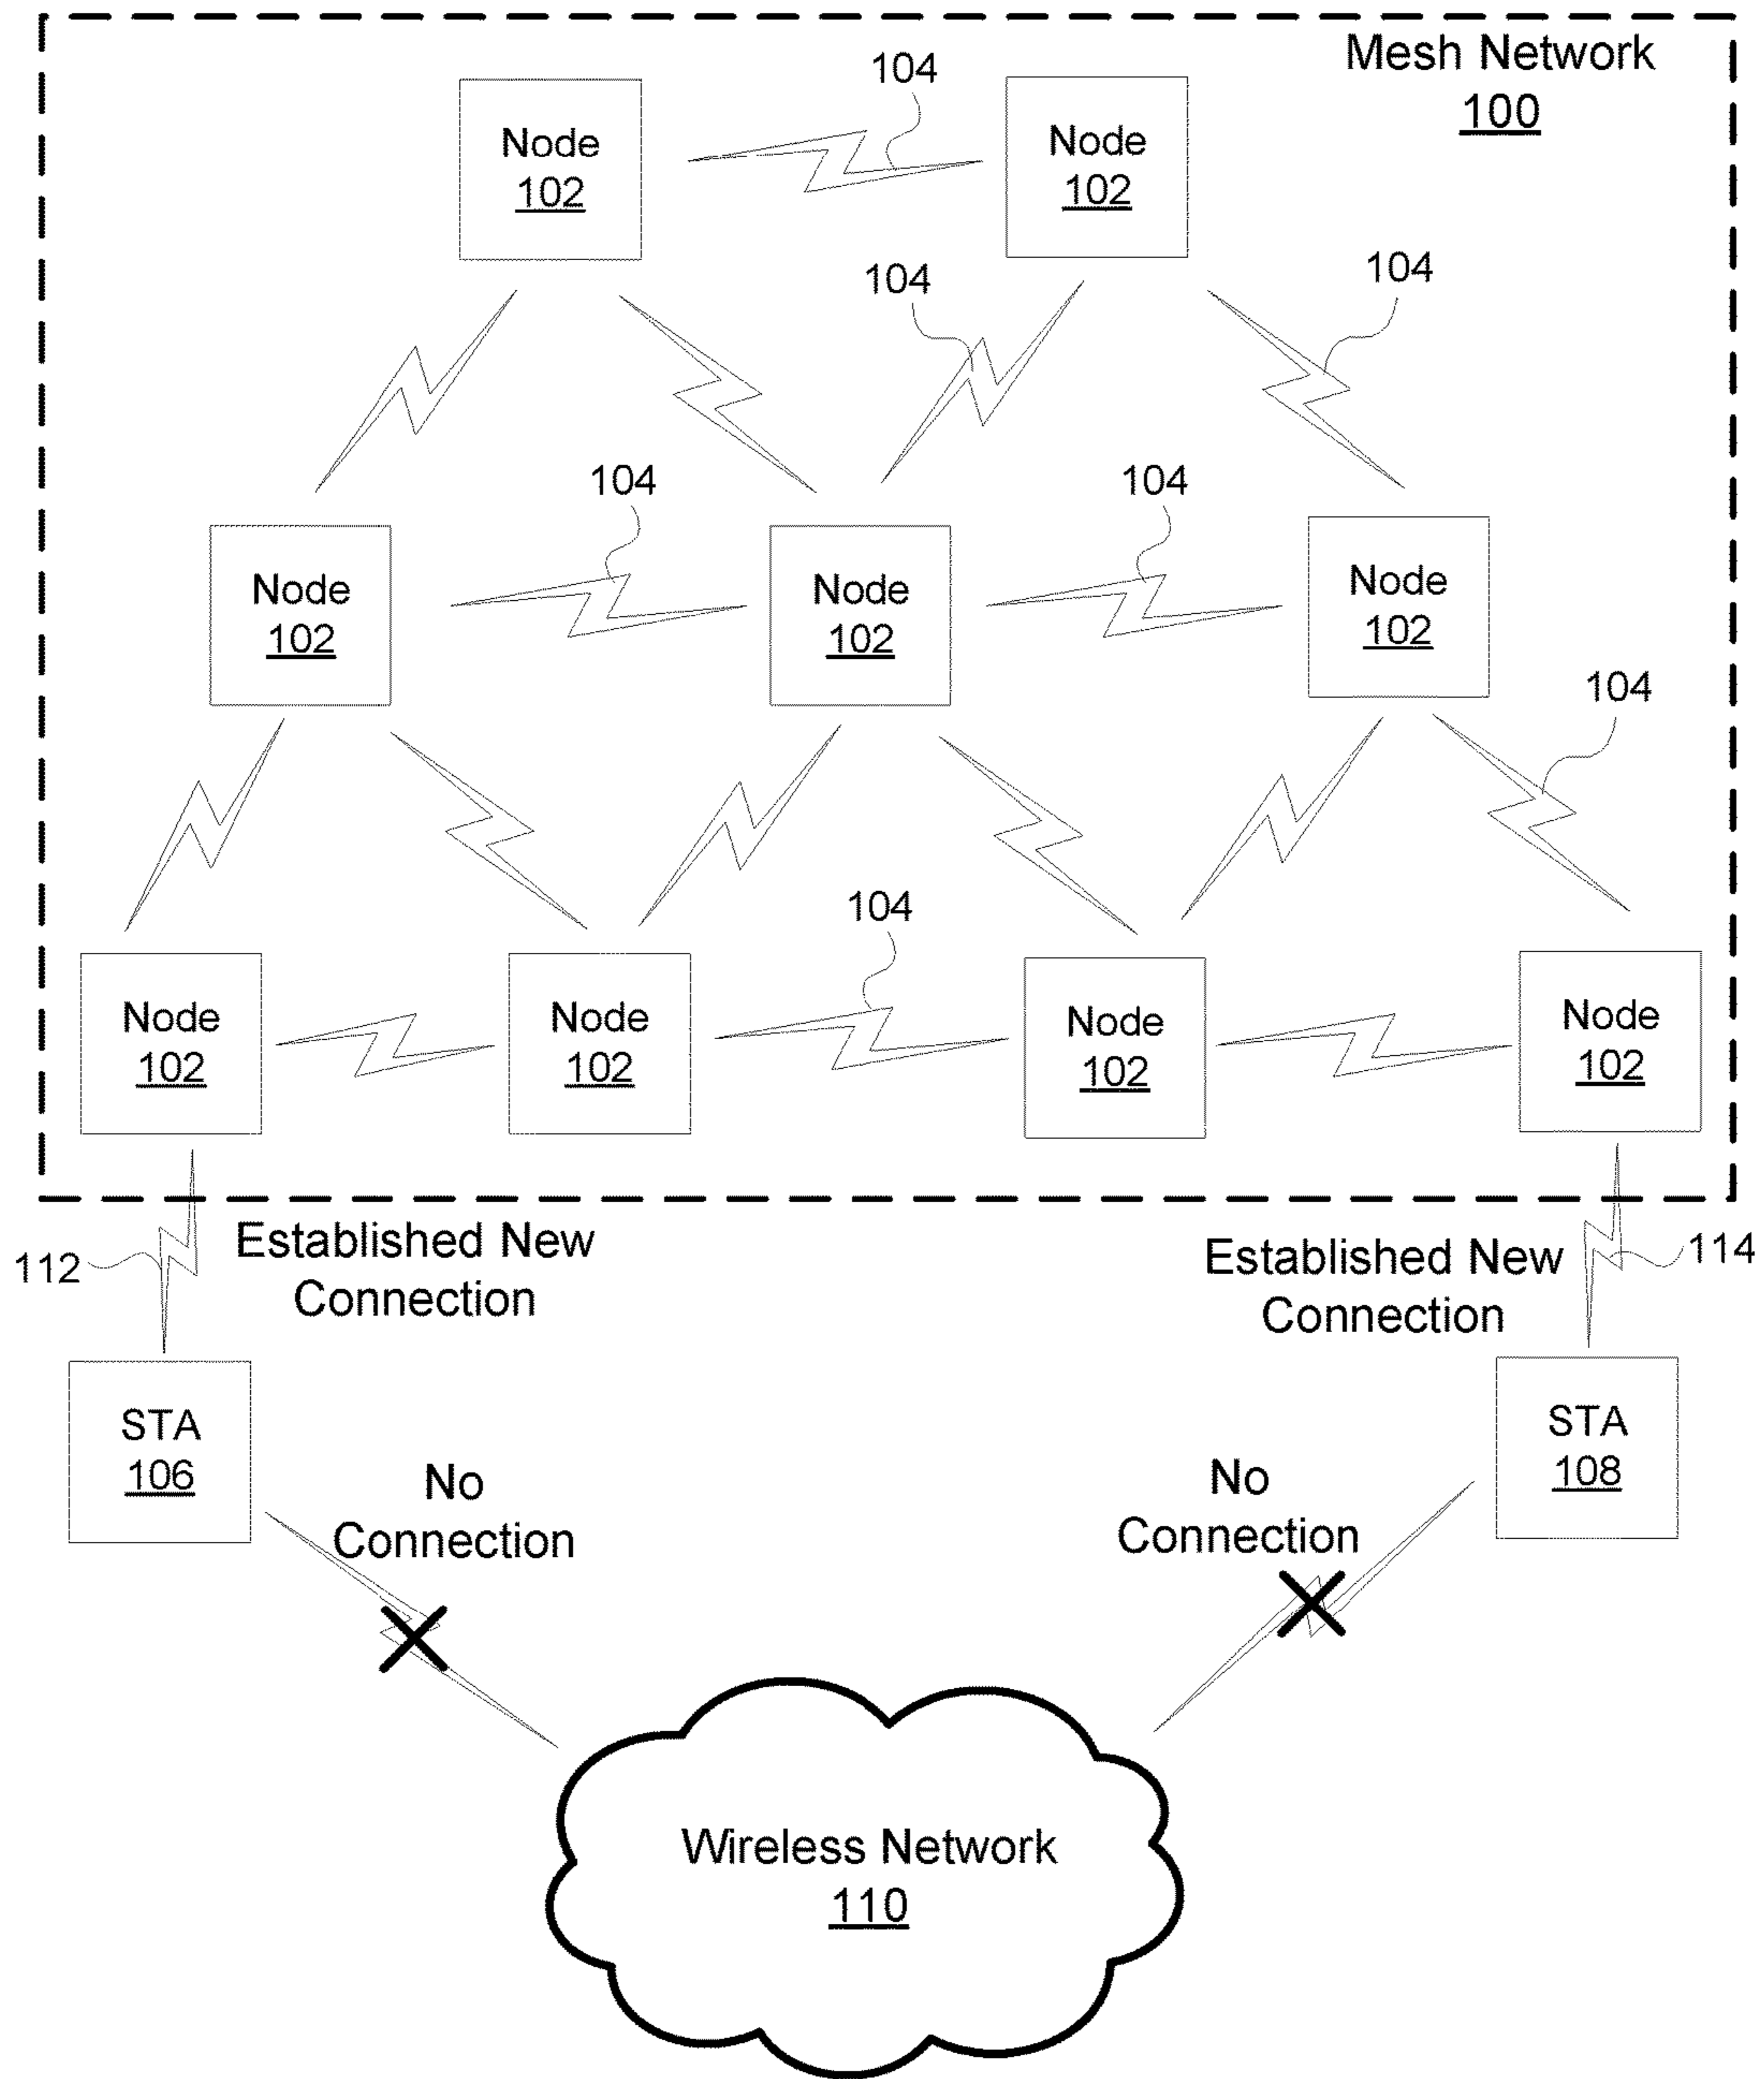 Mesh Network
100
104
Node
102
Node
102
104
104
104
104
Node
102
Node
102
Node
102
104
104
Node
102
Node
102
Node
102
Node
102
112
Established New
Connection
Established New
Connection
114
STA
106
No
Connection
No
Connection
STA
108
Wireless Network
110